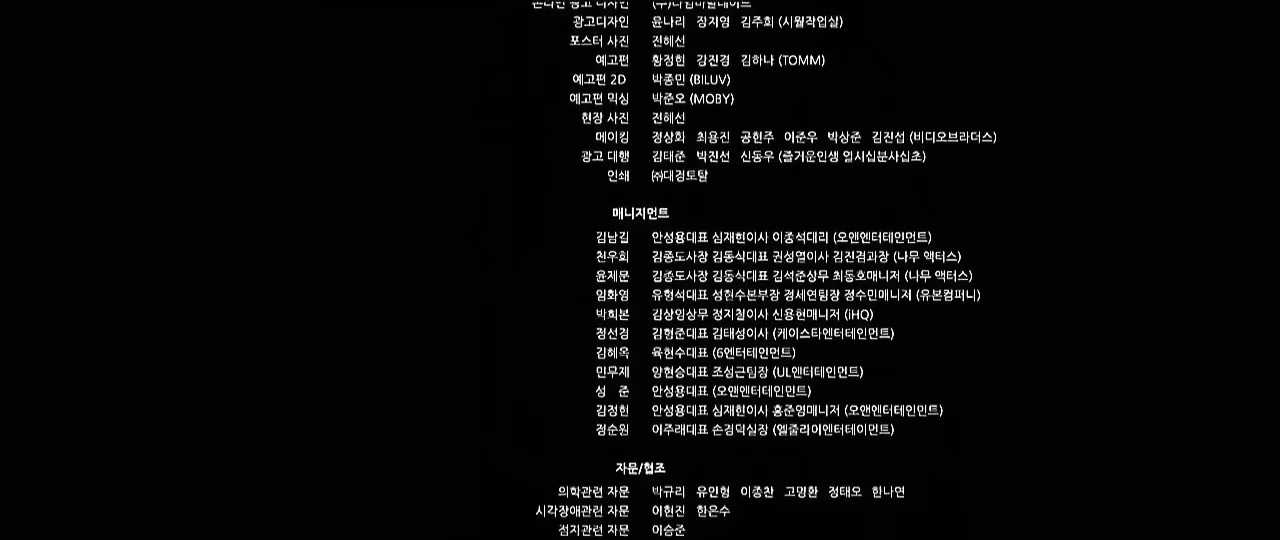 광고디자인 윤나리 장지영 김주희 (시월작업실)
포스터 사진 전혜선
예고편 황정현 김진경 김하나 (TOMM)
예고편 2D 박종민 (BILUV)
예고편 믹싱 박준오 (MOBY)
현장 사진 전혜선
메이킹 정상화 최용진 공현주 이준우 박상준 김진섭 (비디오브라더스)
광고 대행 김태준 박진선 신동우 (즐거운인생 일시십분사십초)
인쇄 ㈜대경토탈
매니지먼트
김남길 안성용대표 심재헌이사 이종석대리 (오앤엔터테인먼트)
천우희 김종도사장 김동식대표 권성열이사 김진겸과장 (나무 액터스)
윤제문 김종도사장 김동식대표 김석준상무 최동호매니저 (나무 액터스)
임화영 유형석대표 성현수본부장 정세연팀장 정수민매니저 (유본컴퍼니)
박희본 김상영상무 정지철이사 신용현매니저 (iHQ)
정선경 김형준대표 김태성이사 (케이스타엔터테인먼트)
김혜옥 육현수대표 (6엔터테인먼트)
민무제 양현승대표 조성근팀장 (UL엔터테인먼트)
성 준 안성용대표 (오앤엔터테인먼트)
김정헌 안성용대표 심재헌이사 홍준영매니저 (오앤엔터테인먼트)
정순원 이주래대표 손경덕실장 (엘줄라이엔터테이먼트)
자문/협조
의학관련 자문 박규리 유인형 이종찬 고명환 정태오 한나연
시각장애관련 자문 이현진 한은수
점지관련 자문 이승준